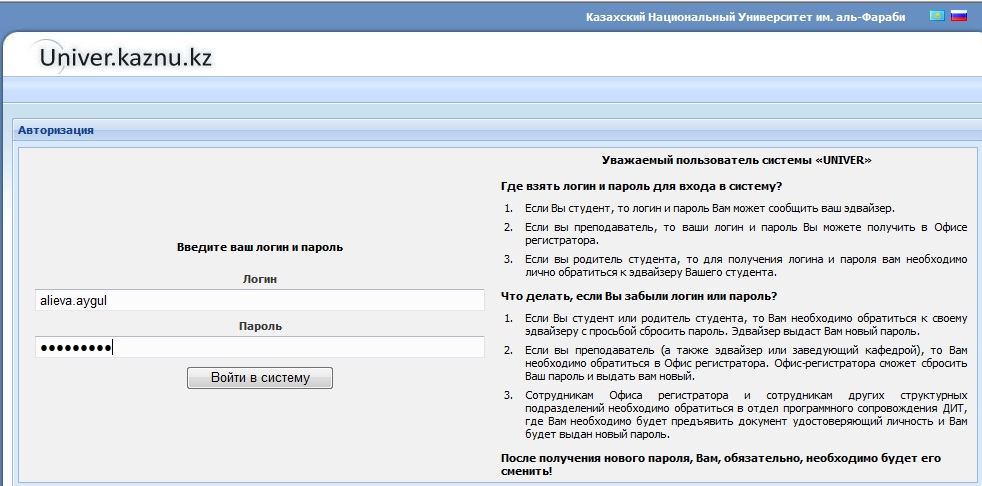 Казахский Национальный Университет им. аль-Фараби
Univer.kaznu.kz
Авторизация
Введите ваш логин и пароль
Логин
alieva.aygul
Пароль
●●●●●●●●●
Войти в систему
Уважаемый пользователь системы «UNIVER»
Где взять логин и пароль для входа в систему?
1. Если Вы студент, то логин и пароль Вам может сообщить ваш эдвайзер.
2. Если вы преподаватель, то ваши логин и пароль Вы можете получить в Офисе
регистратора.
3. Если вы родитель студента, то для получения логина и пароля вам необходимо
лично обратиться к эдвайзеру Вашего студента.
Что делать, если Вы забыли логин или пароль?
1. Если Вы студент или родитель студента, то Вам необходимо обратиться к своему
эдвайзеру с просьбой сбросить пароль. Эдвайзер выдаст Вам новый пароль.
2. Если вы преподаватель (а также эдвайзер или заведующий кафедрой), то Вам
необходимо обратиться в Офис регистратора. Офис-регистратора сможет сбросить
Ваш пароль и выдать вам новый.
3. Сотрудникам Офиса регистратора и сотрудникам других структурных
подразделений необходимо обратиться в отдел программного сопровождения ДИТ,
где Вам необходимо будет предъявить документ удостоверяющий личность и Вам
будет выдан новый пароль.
После получения нового пароля, Вам, обязательно, необходимо будет его
сменить!